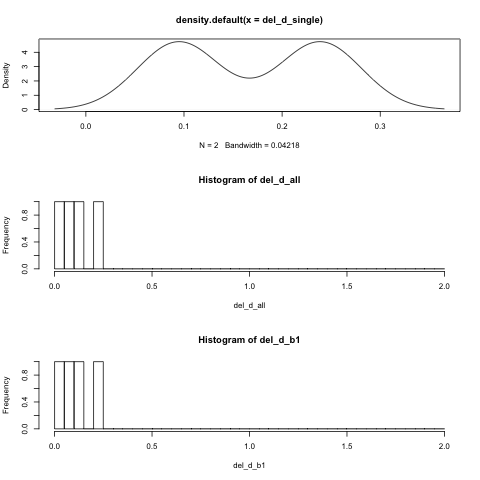 density.default(x = del_d_single)
Density
0 1 2 3 4
0.0 0.1 0.2 0.3
N = 2 Bandwidth = 0.04218
Histogram of del_d_all
Frequency
0.0 0.4 0.8
0.0 0.5 1.0 1.5 2.0
del_d_all
Histogram of del_d_b1
Frequency
0.0 0.4 0.8
0.0 0.5 1.0 1.5 2.0
del_d_b1